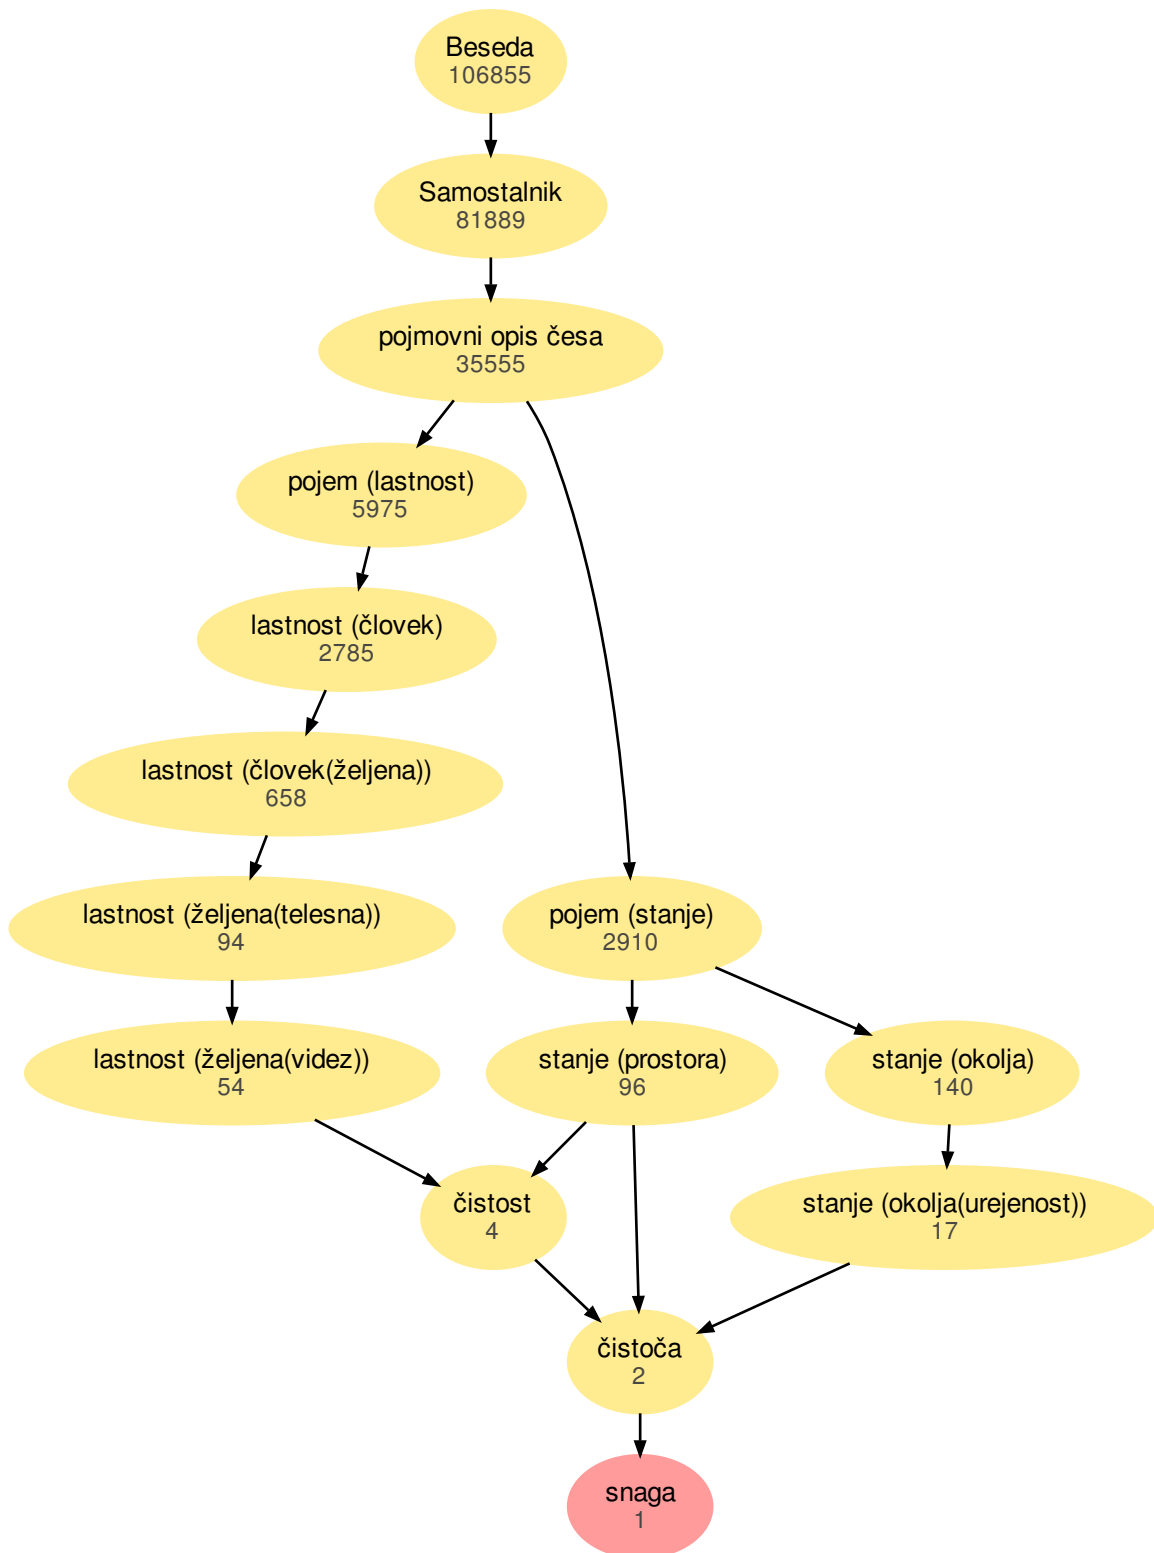 Beseda
106855
Samostalnik
81889
pojmovni opis česa
35555
pojem (lastnost)
5975
lastnost (človek)
2785
lastnost (človek(željena))
658
lastnost (željena(telesna))
94
pojem (stanje)
2910
lastnost (željena(videz))
54
stanje (prostora)
96
stanje (okolja)
140
čistost
4
stanje (okolja(urejenost))
17
čistoča
2
snaga
1